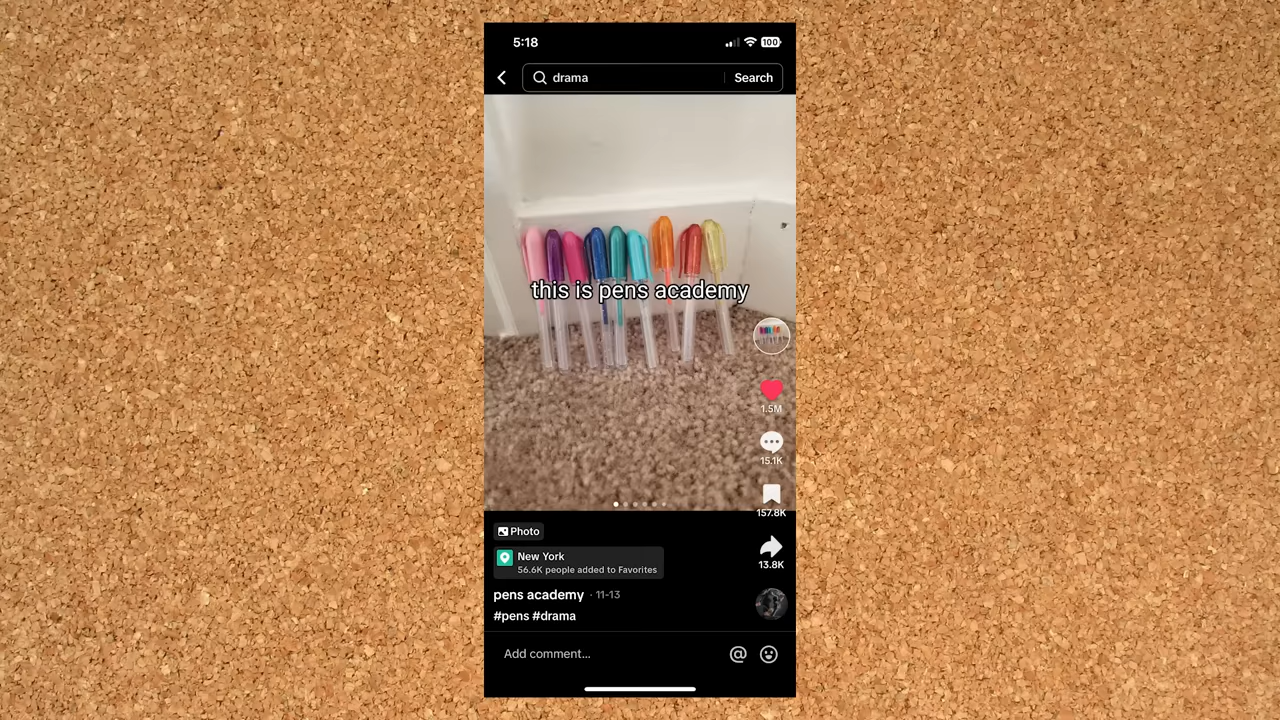 5:18
100
drama
Search
this is pens academy
1.5M
15.1K
157.8K
13.8K
Photo
New York
56.6K people added to Favorites
pens academy · 11-13
#pens #drama
Add comment...
@